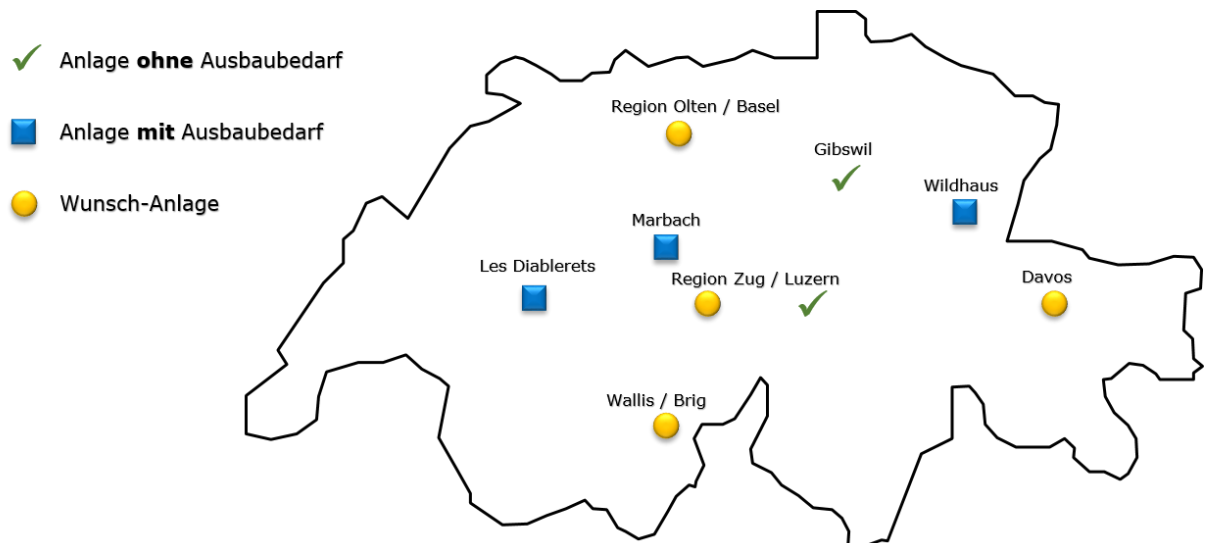 Anlage ohne Ausbaubedarf
Anlage mit Ausbaubedarf
Wunsch-Anlage
Region Olten / Basel
Gibswil
Wildhaus
Marbach
Les Diablerets
Region Zug / Luzern
Davos
Wallis / Brig